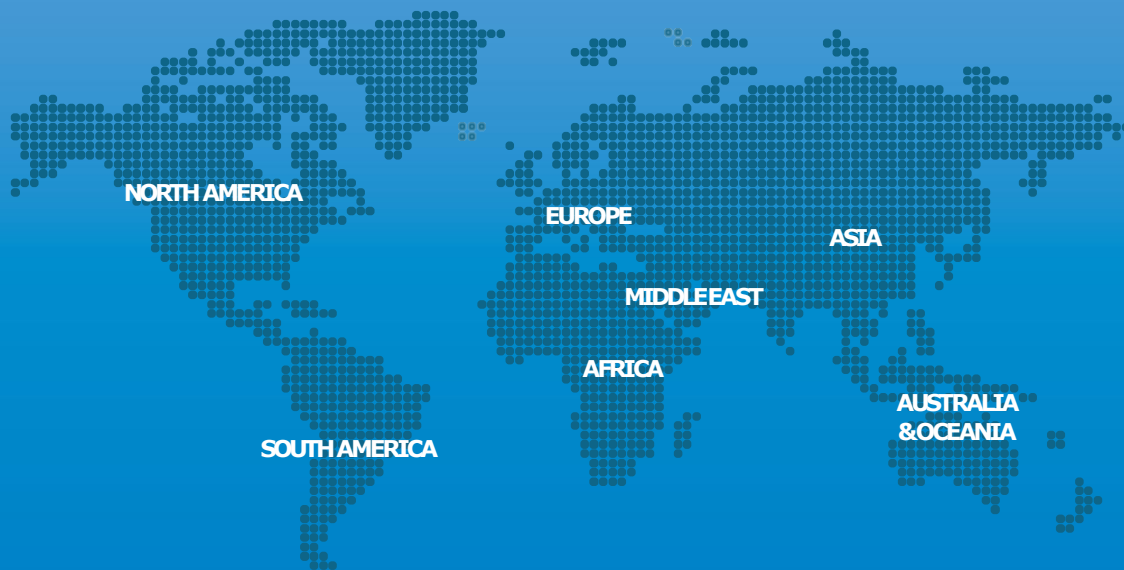 NORTH AMERICA
EUROPE
ASIA
MIDDLE EAST
AFRICA
AUSTRALIA
& OCEANIA
SOUTH AMERICA